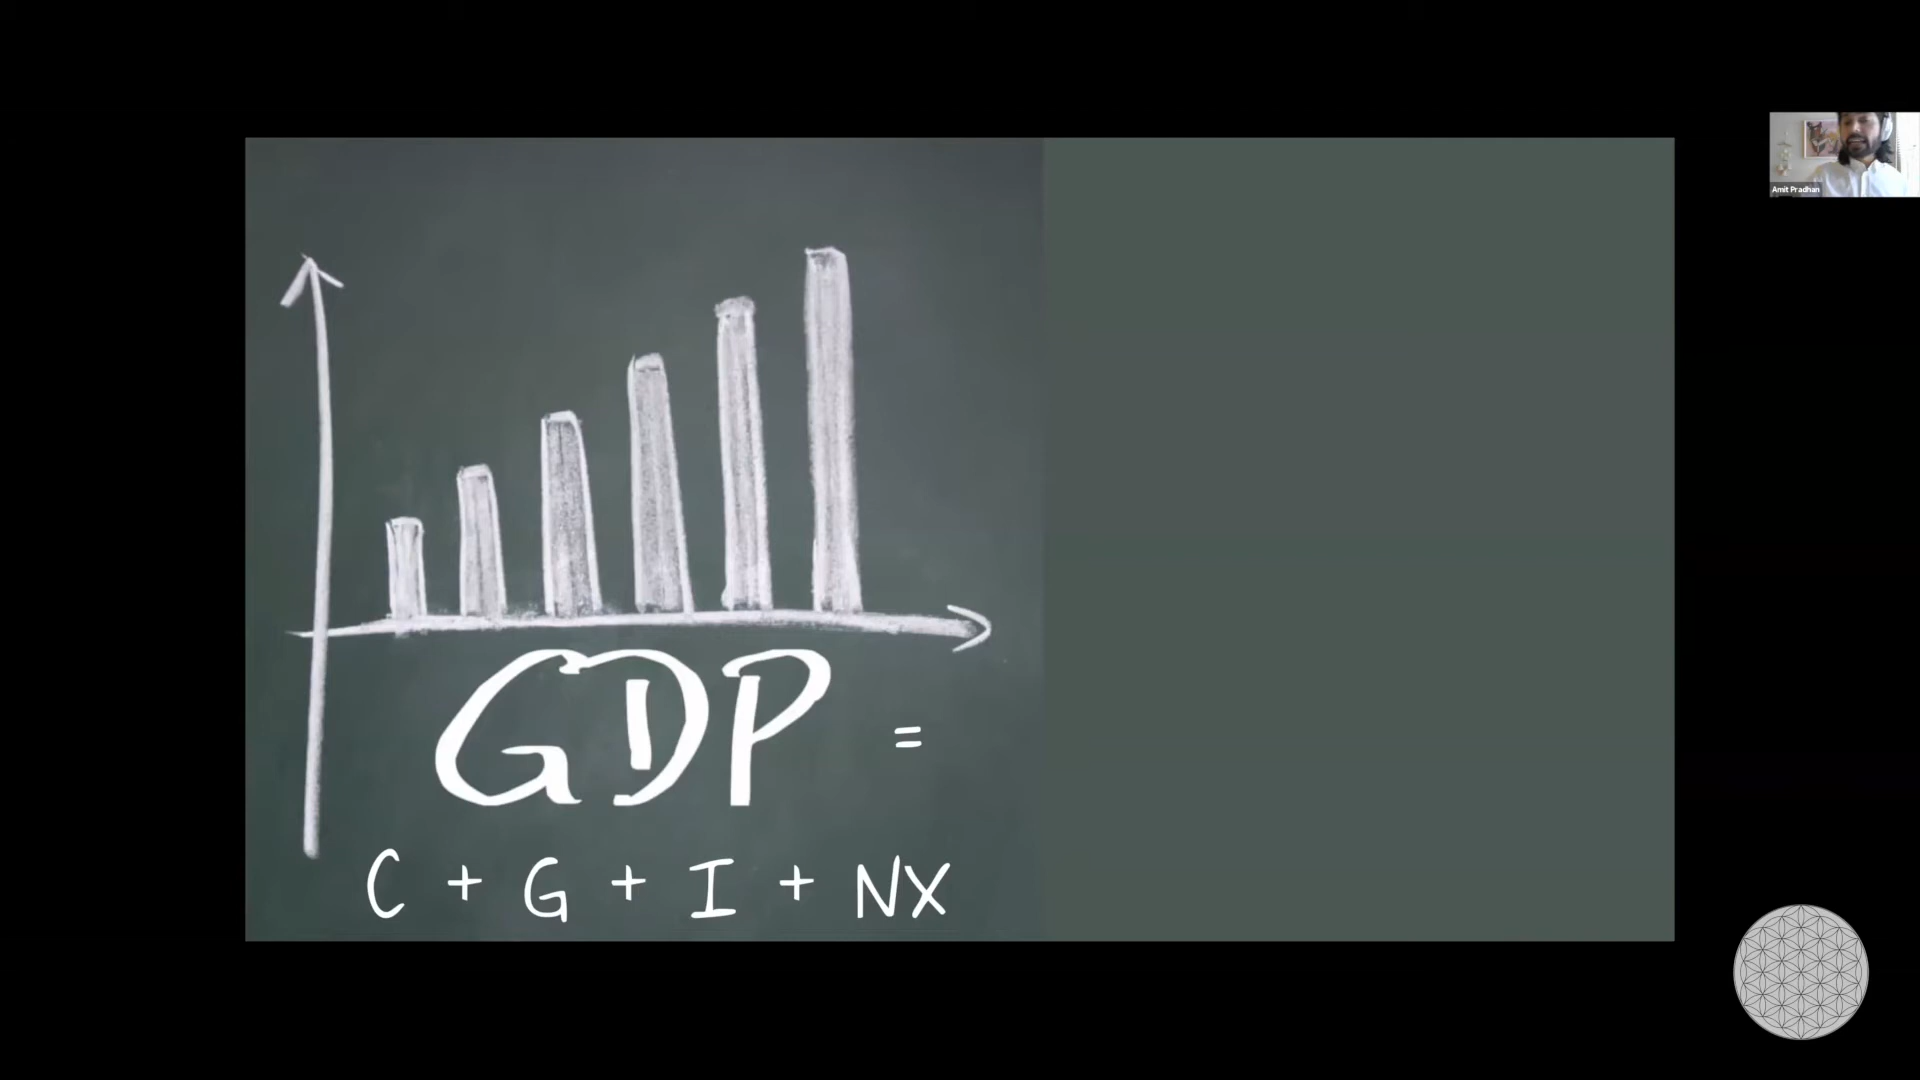 Amit Pradhan
GDP =
C + G + I + NX